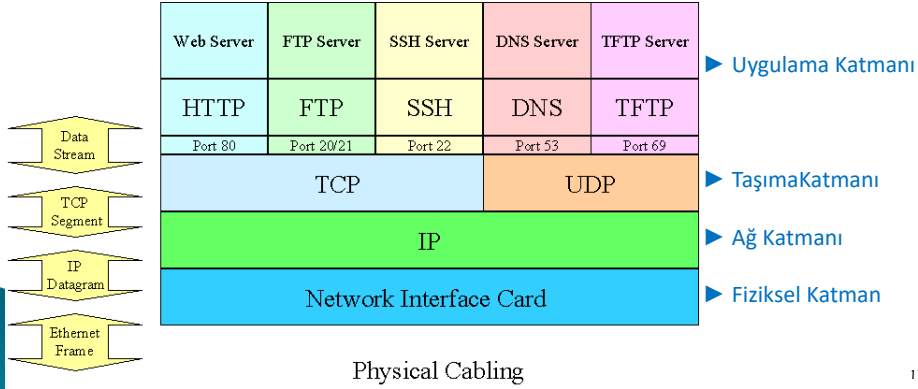 Web Server FTP Server SSH Server DNS Server TFTP Server
► Uygulama Katmanı
HTTP FTP SSH DNS TFTP
Port 80 Port 20/21 Port 22 Port 53 Port 69
Data
Stream
TCP UDP
► TaşımaKatmanı
TCP
Segment
IP
► Ağ Katmanı
IP
Datagram
Network Interface Card
► Fiziksel Katman
Ethernet
Frame
Physical Cabling